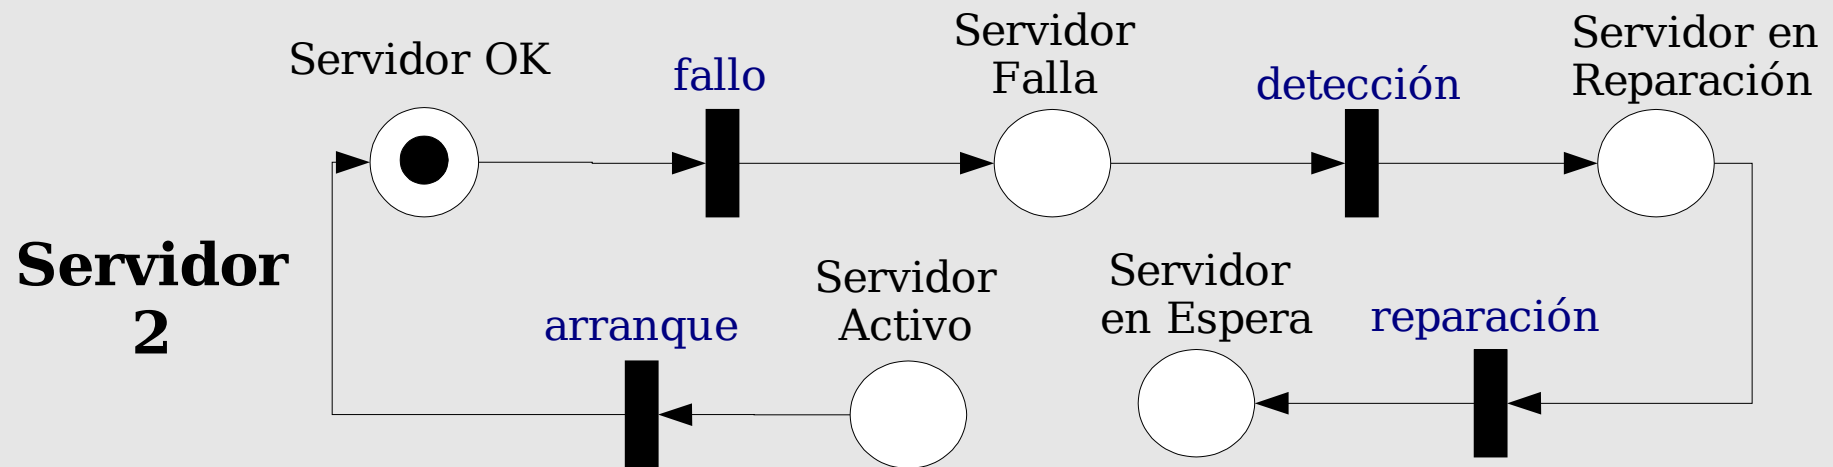 Servidor OK
fallo
Servidor
Falla
detección
Servidor en
Reparación
Servidor
2
arranque
Servidor
Activo
Servidor
en Espera
reparación